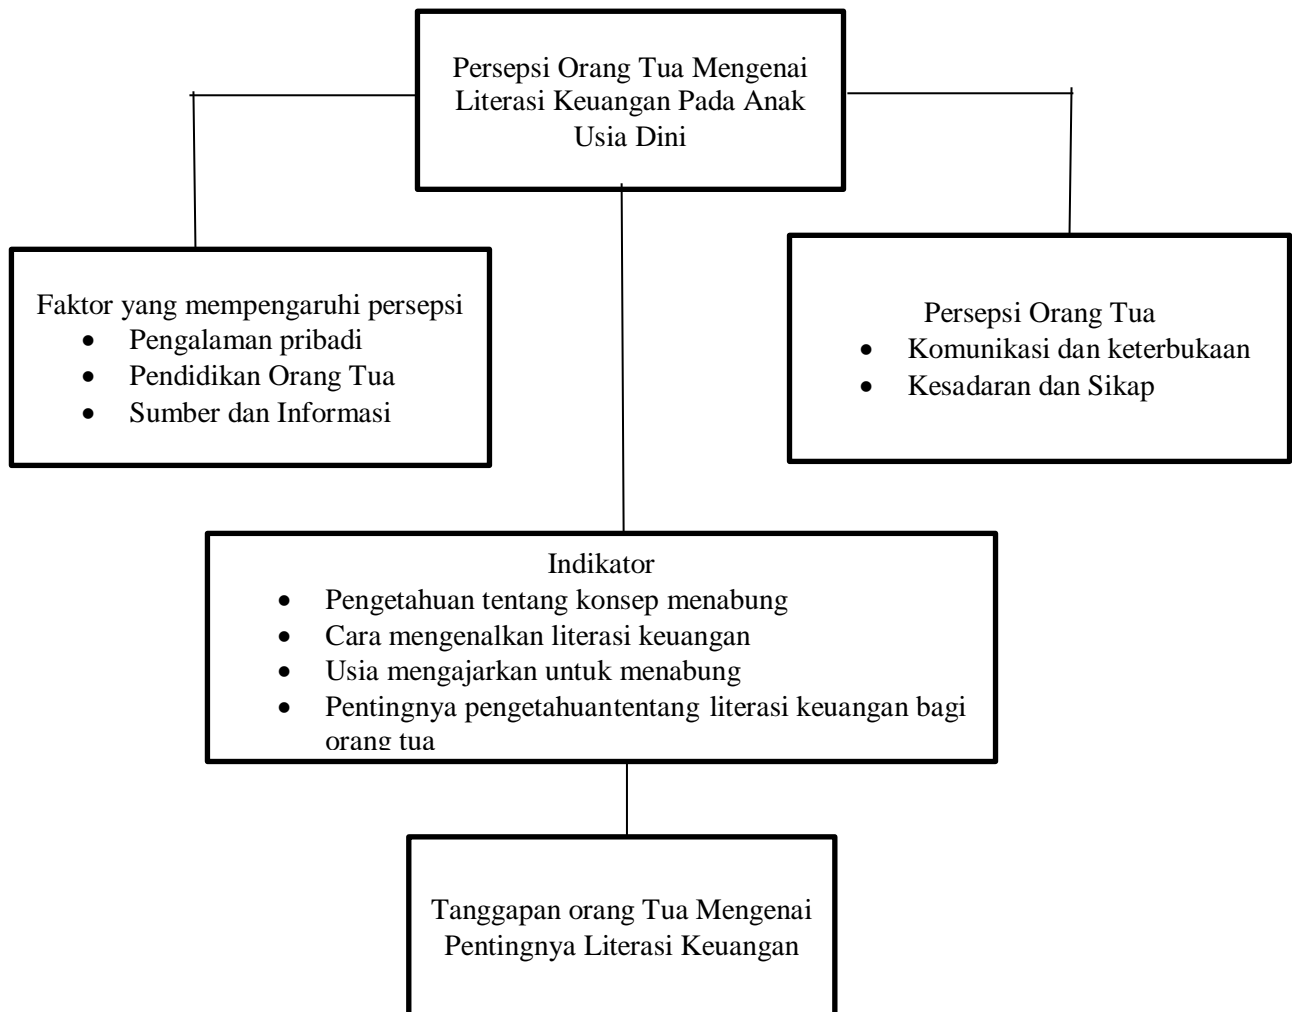 Persepsi Orang Tua Mengenai
Literasi Keuangan Pada Anak
Usia Dini
Faktor yang mempengaruhi persepsi
• Pengalaman pribadi
• Pendidikan Orang Tua
• Sumber dan Informasi
Persepsi Orang Tua
• Komunikasi dan keterbukaan
• Kesadaran dan Sikap
Indikator
• Pengetahuan tentang konsep menabung
• Cara mengenalkan literasi keuangan
• Usia mengajarkan untuk menabung
• Pentingnya pengetahuantentang literasi keuangan bagi
orang tua
Tanggapan orang Tua Mengenai
Pentingnya Literasi Keuangan